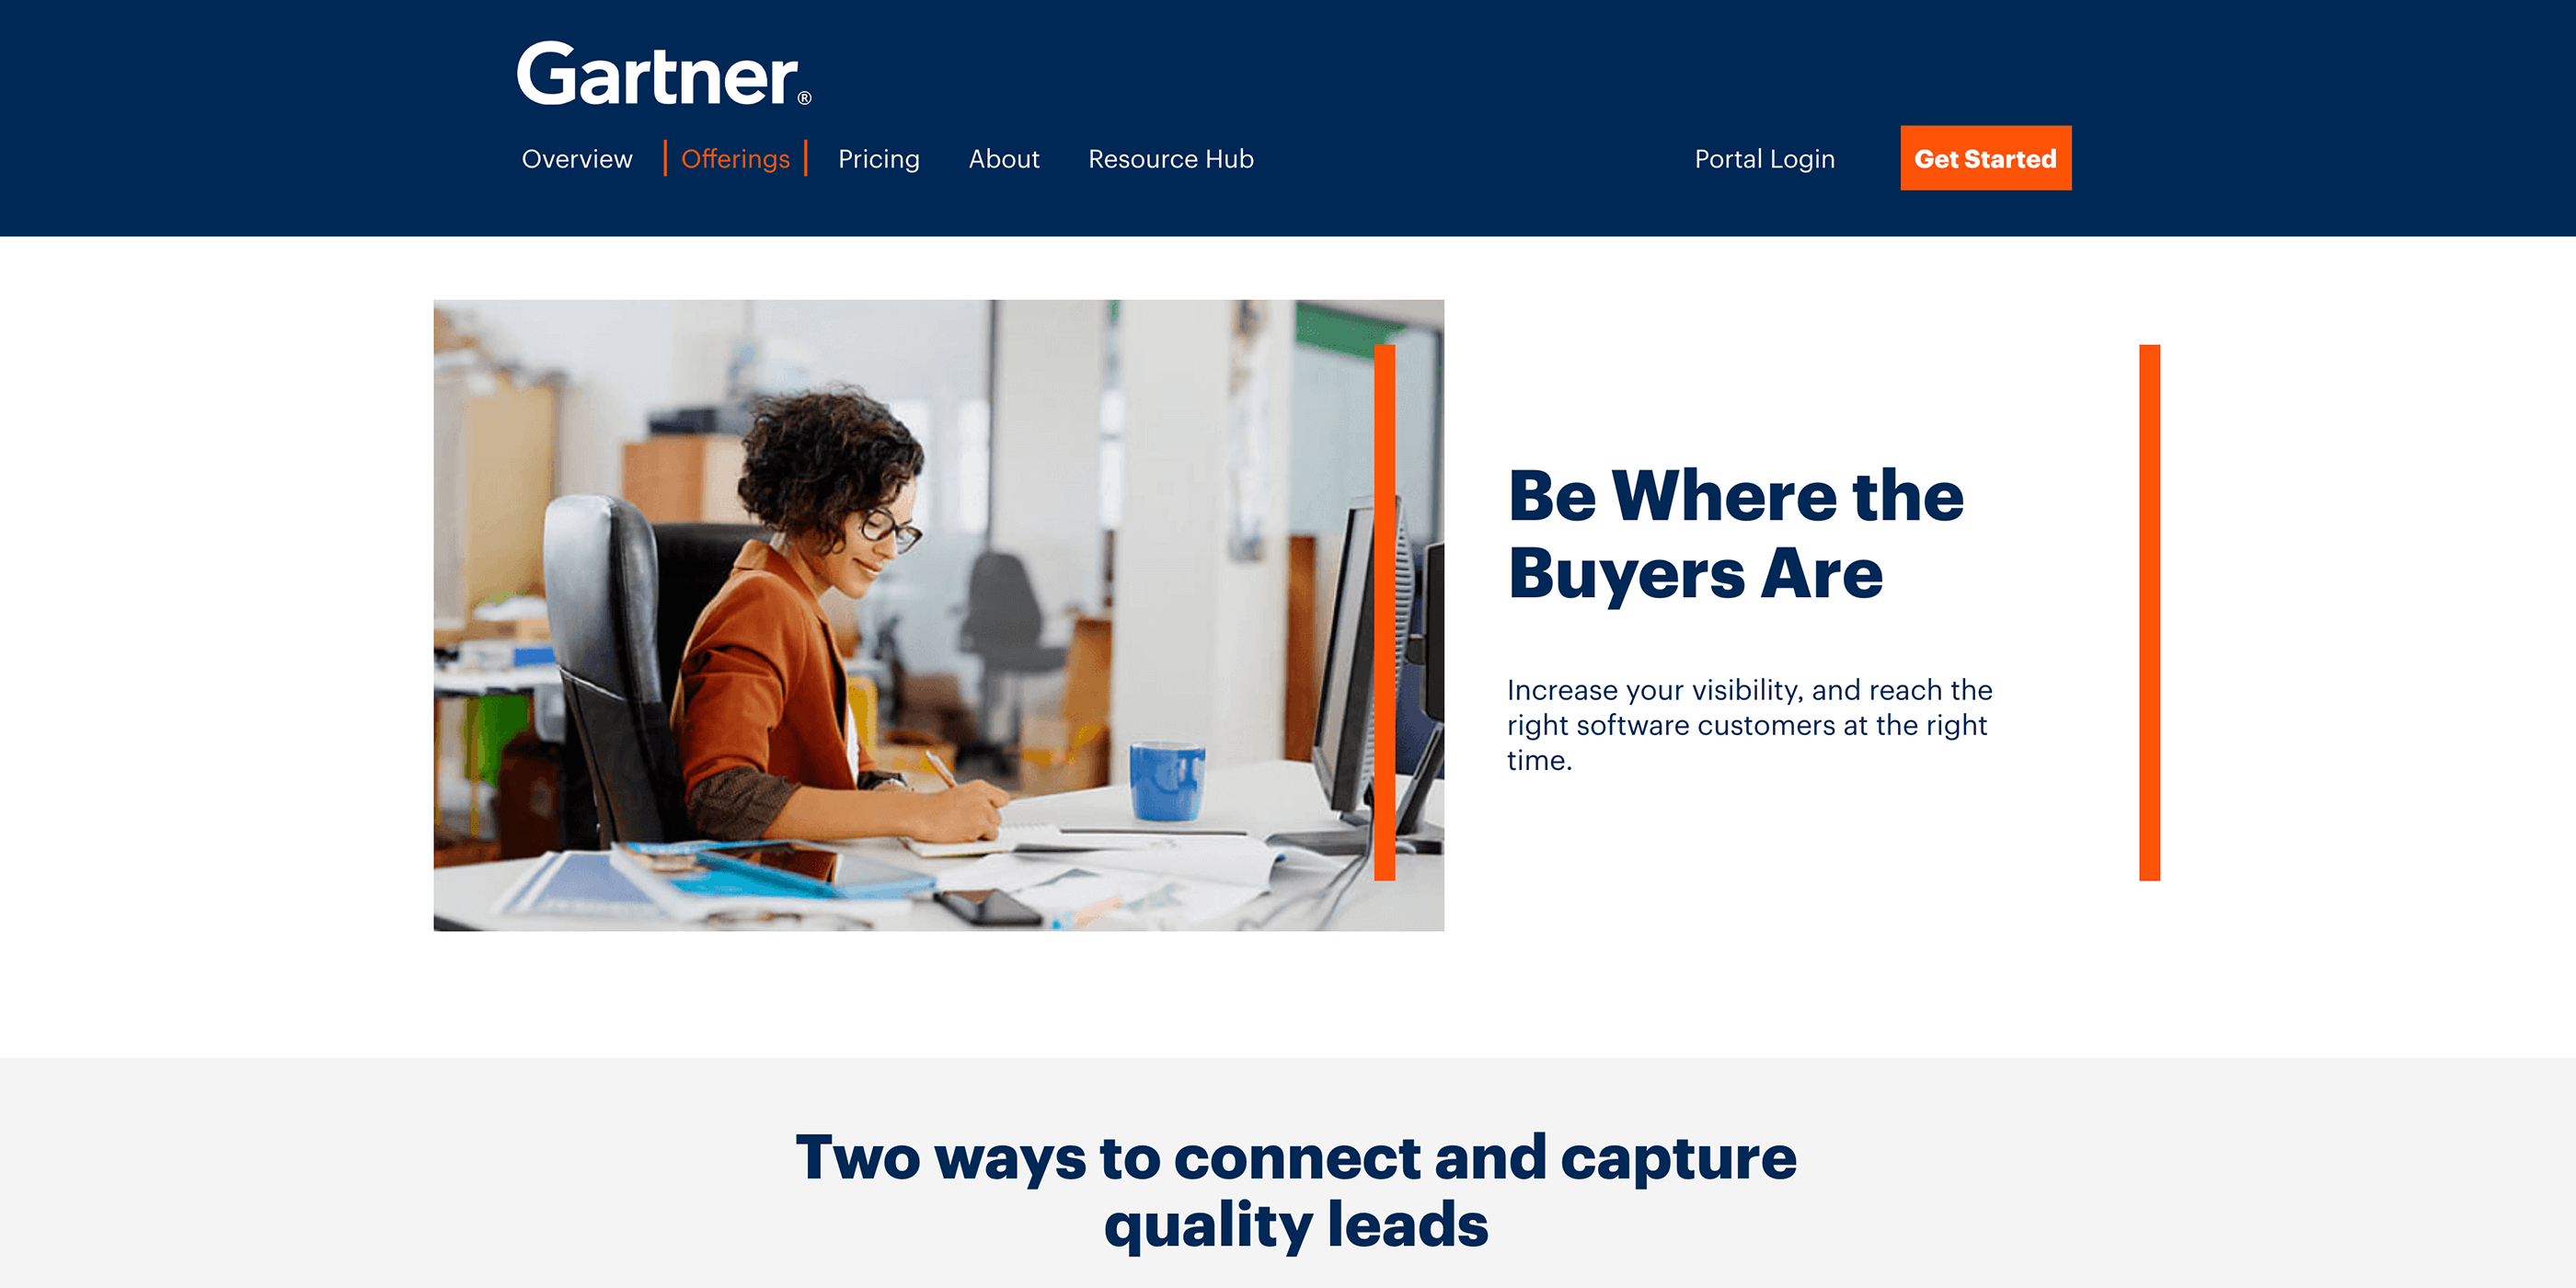 Gartner®
Overview
Offerings
Pricing
About
Resource Hub
Portal Login
Get Started
Be Where the
Buyers Are
Increase your visibility, and reach the
right software customers at the right
time.
Two ways to connect and capture
quality leads